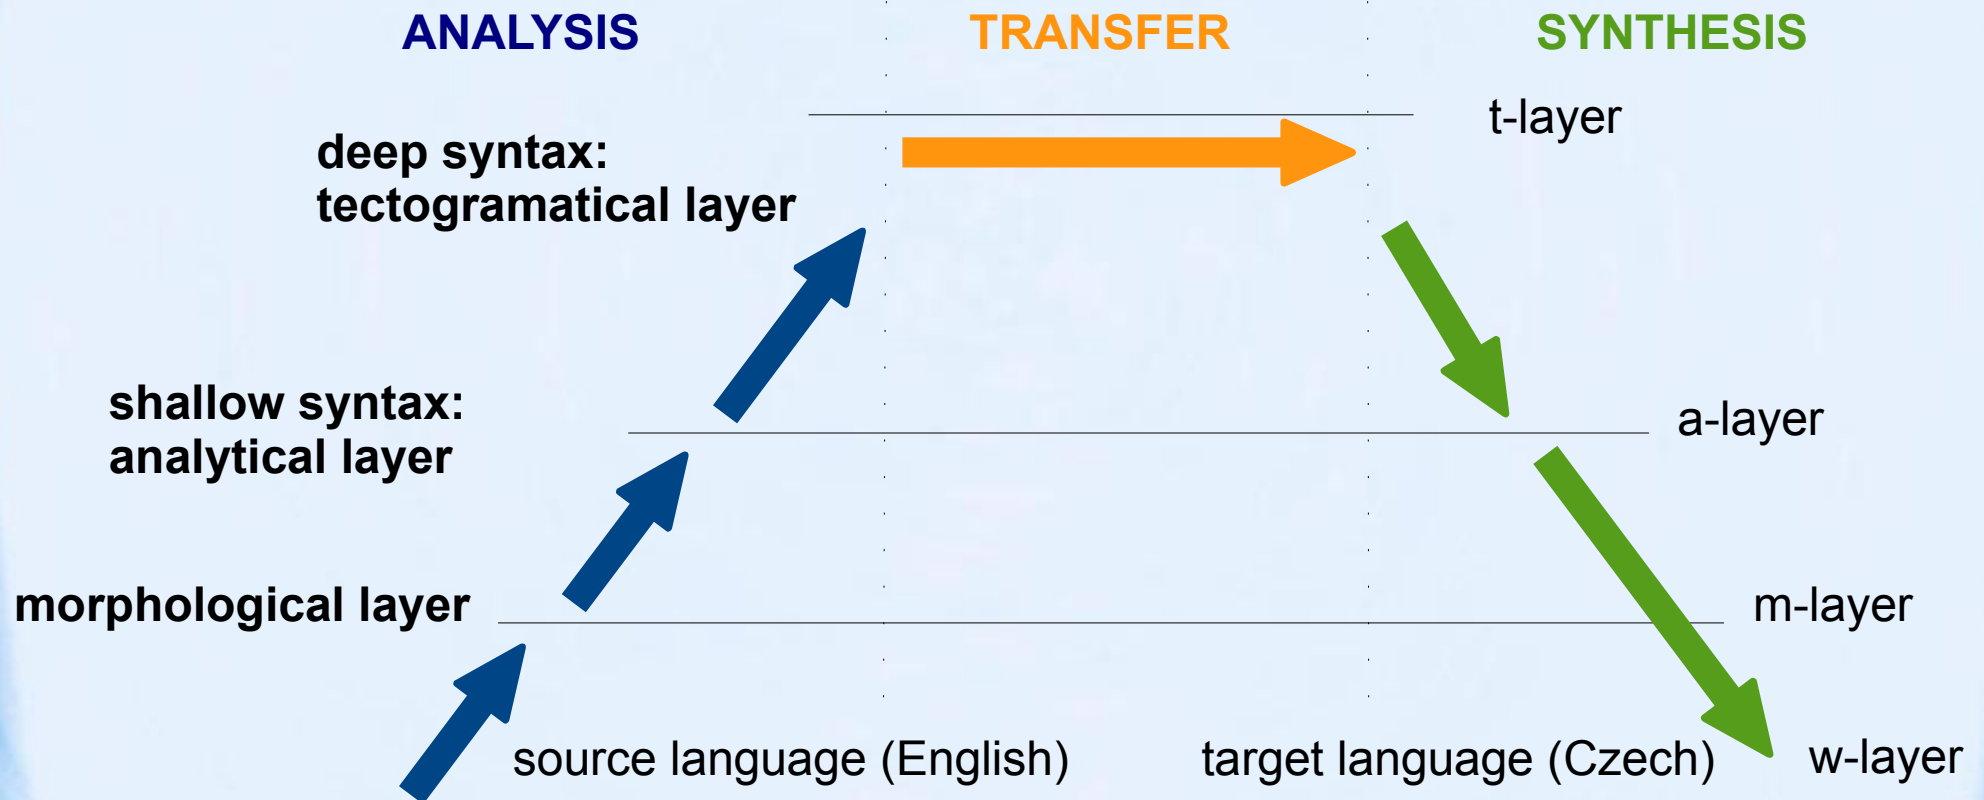 ANALYSIS
TRANSFER
SYNTHESIS
t-layer
deep syntax:
tectogramatical layer
shallow syntax:
analytical layer
a-layer
morphological layer
m-layer
source language (English)
target language (Czech)
w-layer